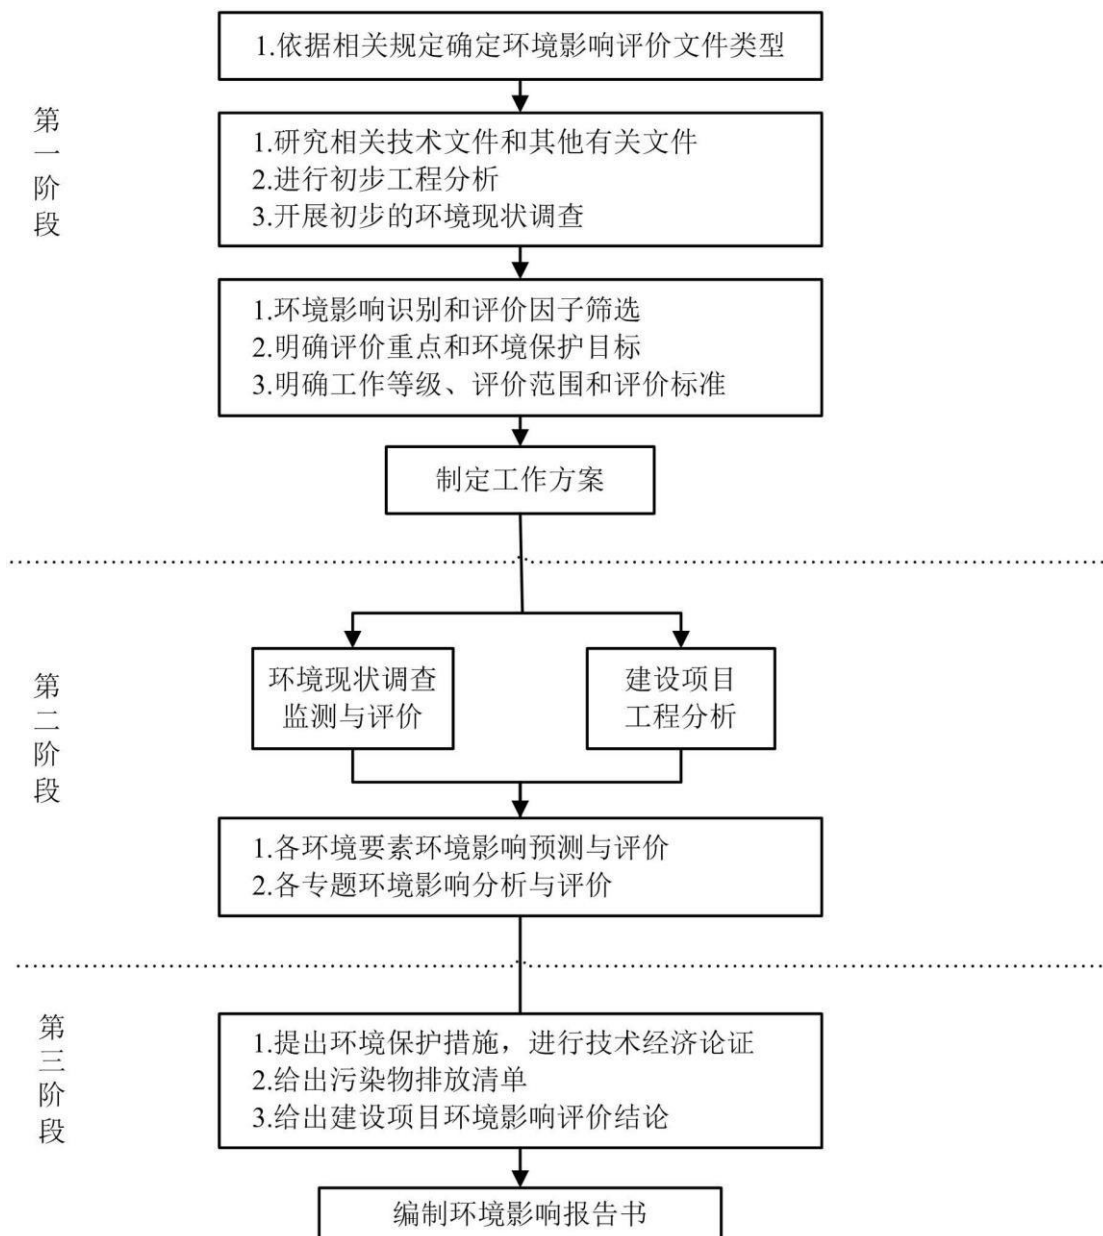 1.依据相关规定确定环境影响评价文件类型
第一阶段
1.研究相关技术文件和其他有关文件
2.进行初步工程分析
3.开展初步的环境现状调查
1.环境影响识别和评价因子筛选
2.明确评价重点和环境保护目标
3.明确工作等级、评价范围和评价标准
制定工作方案
第二阶段
环境现状调查
监测与评价
建设项目
工程分析
1.各环境要素环境影响预测与评价
2.各专题环境影响分析与评价
第三阶段
1.提出环境保护措施，进行技术经济论证
2.给出污染物排放清单
3.给出建设项目环境影响评价结论
编制环境影响报告书